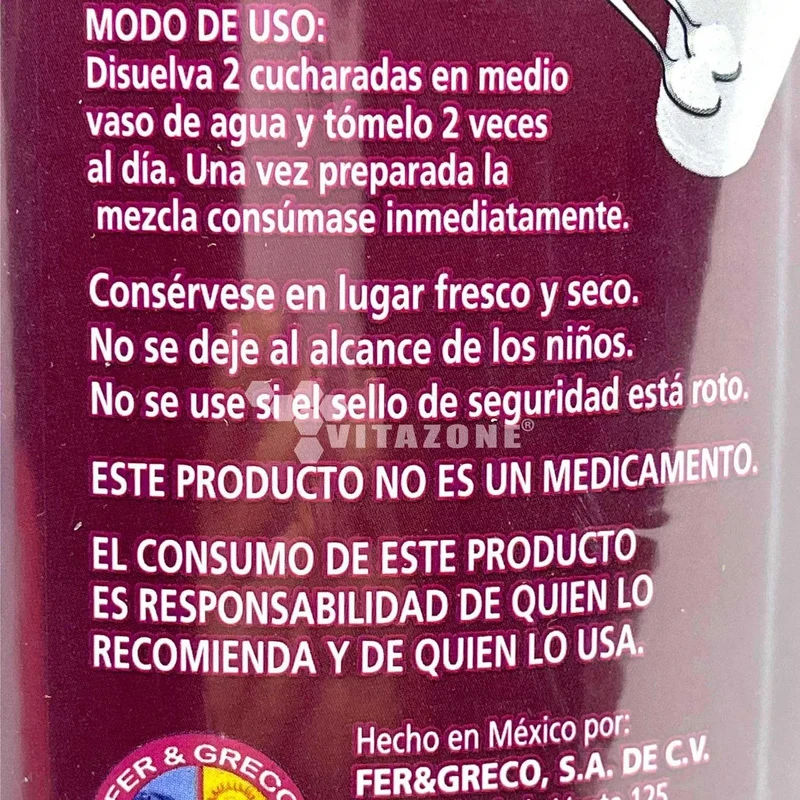 MODO DE USO:
Disuelva 2 cucharadas en medio
vaso de agua y tómelo 2 veces
al día. Una vez preparada la
mezcla consúmase inmediatamente.
Consérvese en lugar fresco y seco.
No se deje al alcance de los niños.
No se use si el sello de seguridad está roto.
VITAZONE®
ESTE PRODUCTO NO ES UN MEDICAMENTO.
EL CONSUMO DE ESTE PRODUCTO
ES RESPONSABILIDAD DE QUIEN LO
RECOMIENDA Y DE QUIEN LO USA.
FER & GRECO
Hecho en México por:
FER&GRECO, S.A. DE C.V.
125